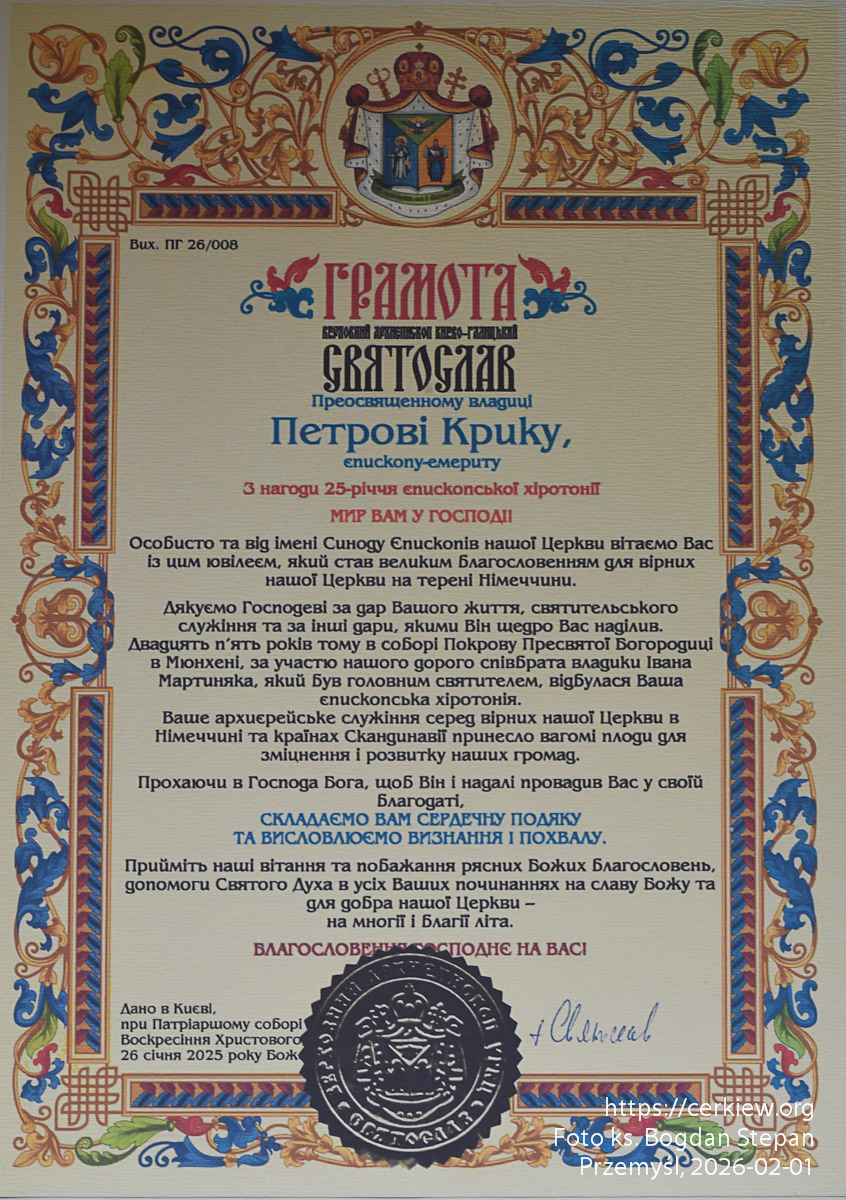 Вих. ПГ 26/008
ГРАМОТА
ВЕРХОВНИЙ АРХИЄПИСКОП КИЄВО-ГАЛИЦЬКИЙ
СВЯТОСЛАВ
Преосвященному владиці
Петрові Крику,
єпископу-емериту
З нагоди 25-річчя єпископської хіротонії
МИР ВАМ У ГОСПОДІ!
Особисто та від імені Синоду Єпископів нашої Церкви вітаємо Вас
із цим ювілеєм, який став великим благословенням для вірних
нашої Церкви на терені Німеччини.
Дякуємо Господеві за дар Вашого життя, святительського
служіння та за інші дари, якими Він щедро Вас наділив.
Двадцять п’ять років тому в соборі Покрову Пресвятої Богородиці
в Мюнхені, за участю нашого дорогого співбрата владики Івана
Мартиняка, який був головним святителем, відбулася Ваша
єпископська хіротонія.
Ваше архиєрейське служіння серед вірних нашої Церкви в
Німеччині та країнах Скандинавії принесло вагомі плоди для
зміцнення і розвитку наших громад.
Прохаючи в Господа Бога, щоб Він і надалі провадив Вас у своїй
благодаті,
СКЛАДАЄМО ВАМ СЕРДЕЧНУ ПОДЯКУ
ТА ВИСЛОВЛЮЄМО ВИЗНАННЯ І ПОХВАЛУ.
Прийміть наші вітання та побажання рясних Божих благословень,
допомоги Святого Духа в усіх Ваших починаннях на славу Божу та
для добра нашої Церкви –
на многії і благії літа.
БЛАГОСЛОВЕННЯ ГОСПОДНЄ НА ВАС!
Дано в Києві,
при Патріаршому соборі
Воскресіння Христового
26 січня 2025 року Бож
+ Святослав
СВЯТОСЛАВ
https://cerkiew.org
Foto ks. Bogdan Stepan
Przemyśl, 2026-02-01